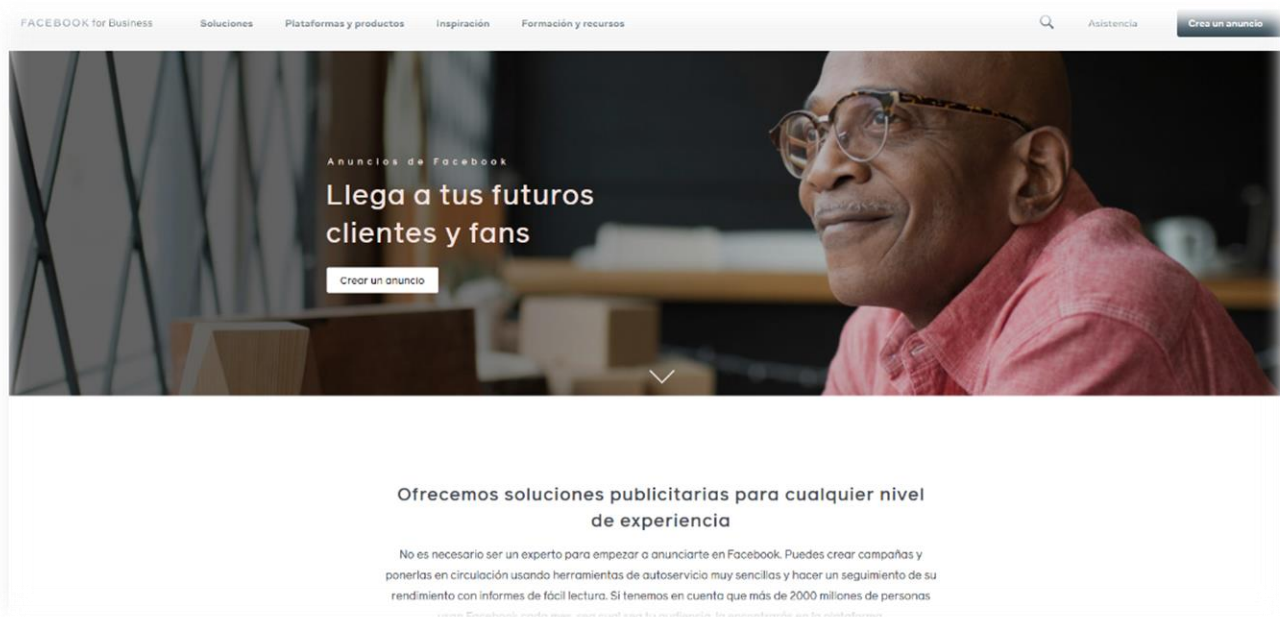 FACEBOOK for Business
Soluciones
Plataformas y productos
Inspiración
Formación y recursos
Asistencia
Crea un anuncio
Anuncios de Facebook
Llega a tus futuros
clientes y fans
Crear un anuncio
Ofrecemos soluciones publicitarias para cualquier nivel
de experiencia
No es necesario ser un experto para empezar a anunciarte en Facebook. Puedes crear campañas y
ponerlas en circulación usando herramientas de autoservicio muy sencillas y hacer un seguimiento de su
rendimiento con informes de fácil lectura. Si tenemos en cuenta que más de 2000 millones de personas